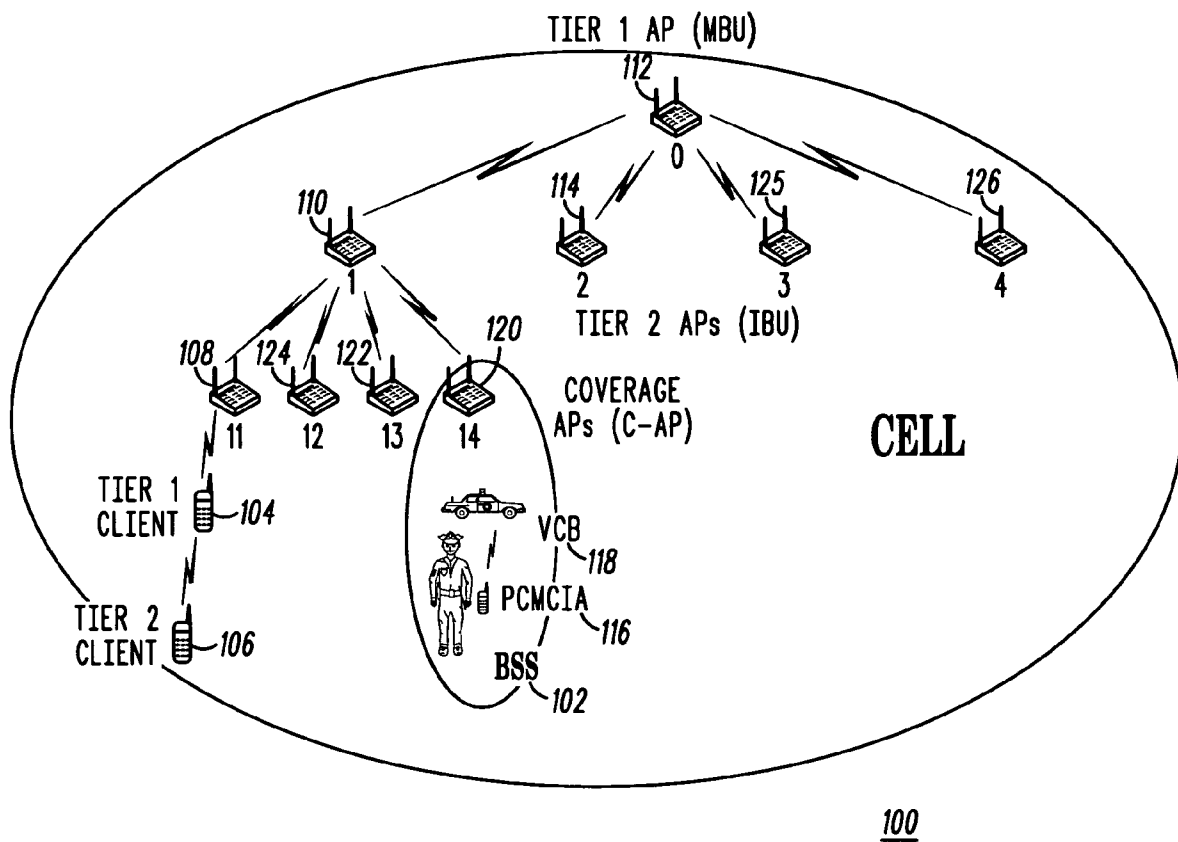 TIER 1 AP (MBU)
112
0
110
114
125
126
1
2
3
4
TIER 2 APs (IBU)
108
124
122
120
COVERAGE
APs (C-AP)
11
12
13
14
CELL
TIER 1
CLIENT
104
VCB
118
PCMCIA
116
TIER 2
CLIENT
106
BSS
102
100